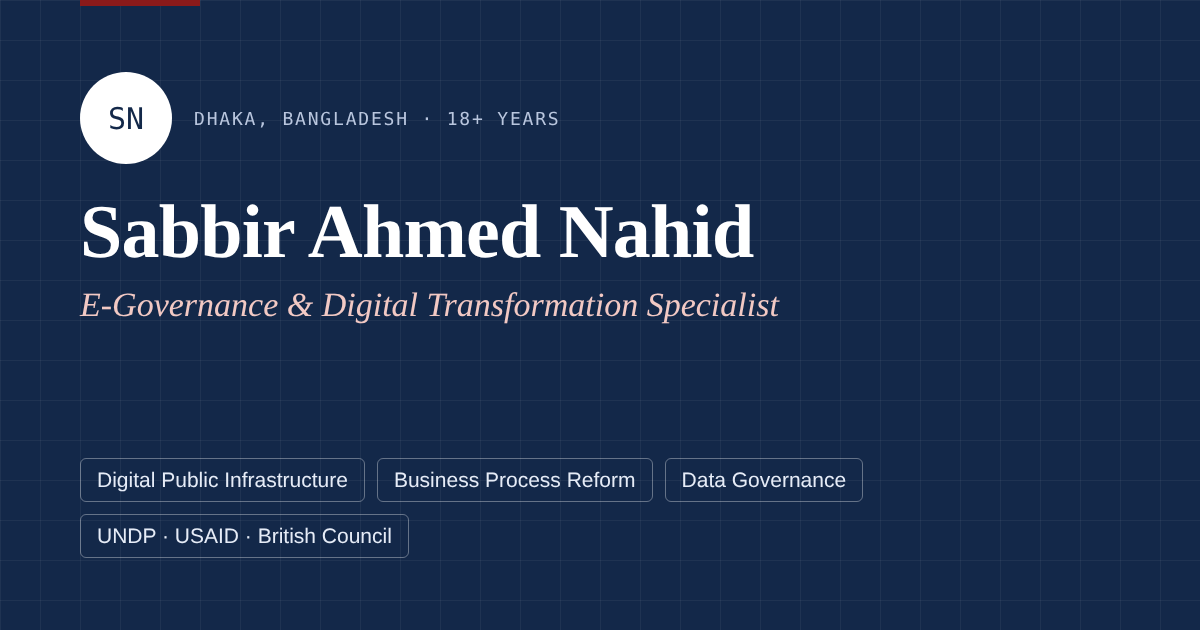 SN
DHAKA, BANGLADESH · 18+ YEARS
Sabbir Ahmed Nahid
E-Governance & Digital Transformation Specialist
Digital Public Infrastructure
Business Process Reform
Data Governance
UNDP · USAID · British Council